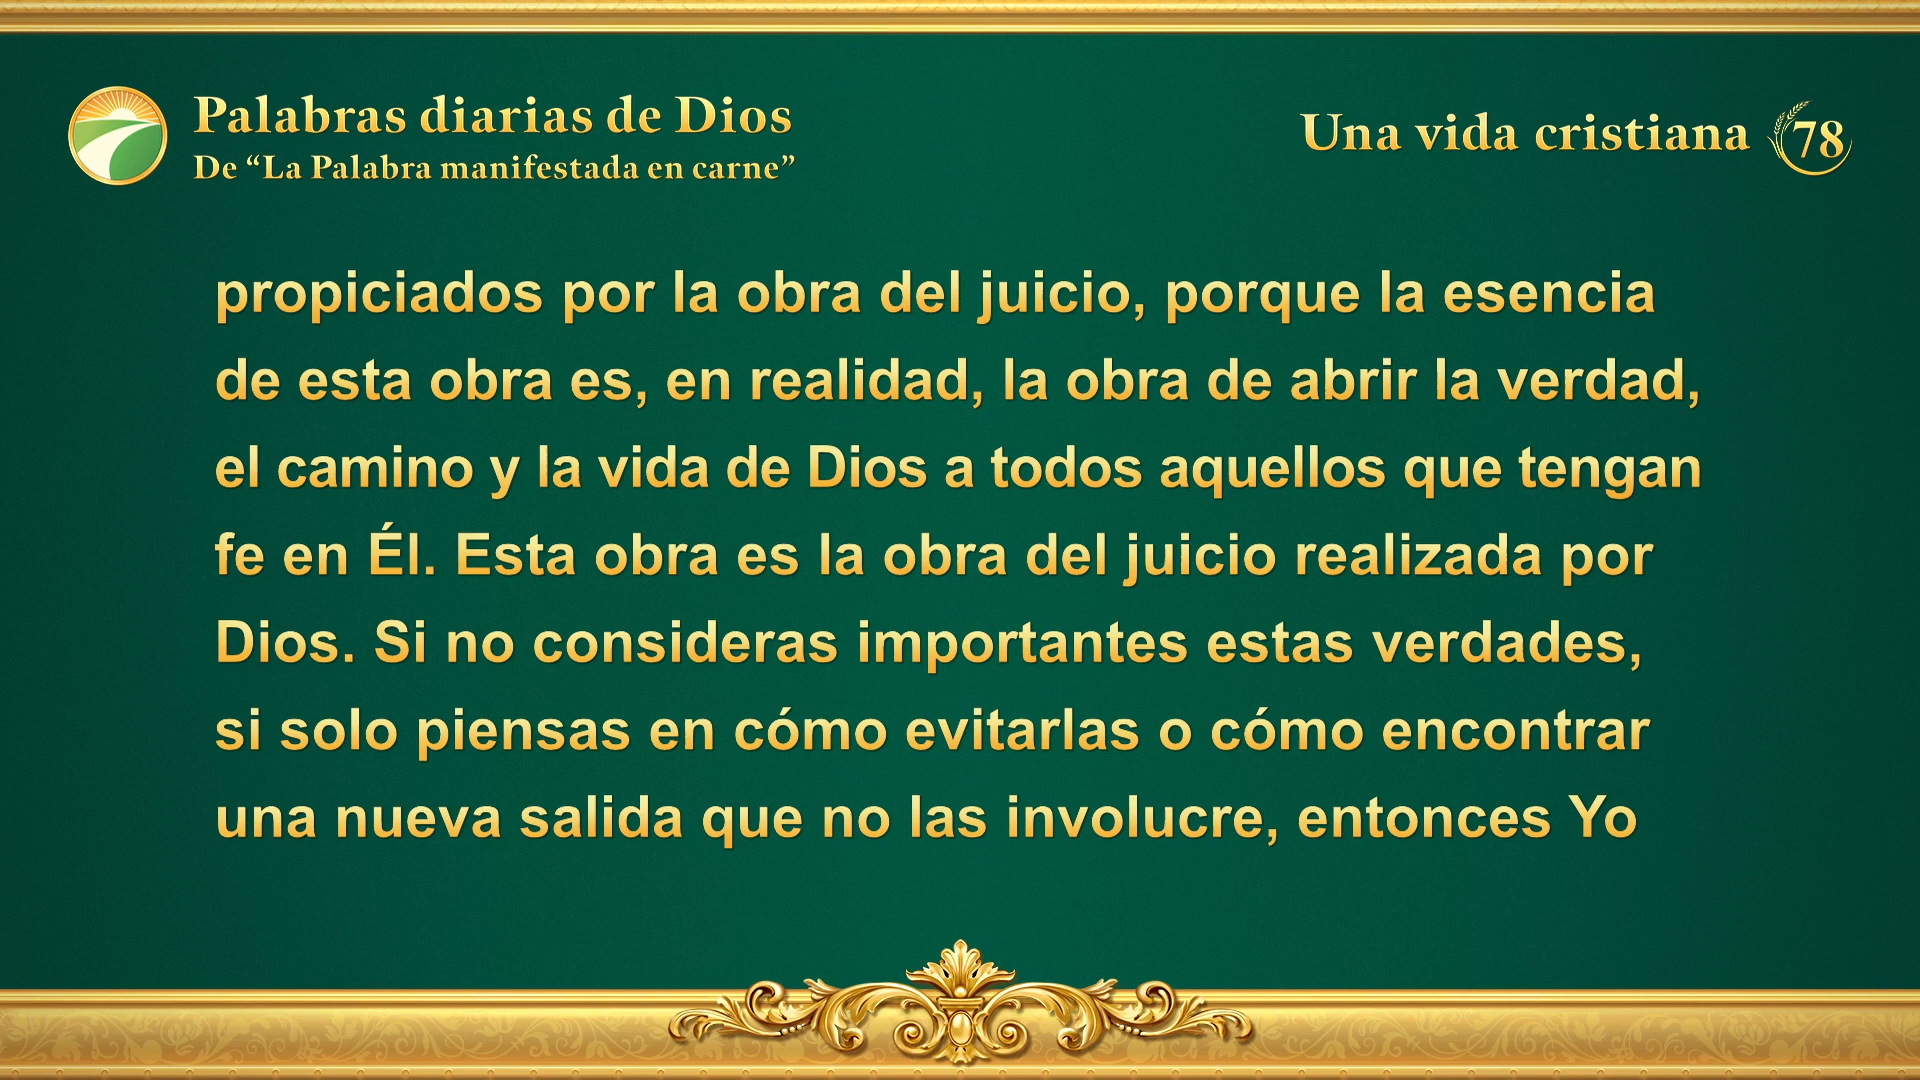 Palabras diarias de Dios
De “La Palabra manifestada en carne”
Una vida cristiana 78
propiciados por la obra del juicio, porque la esencia
de esta obra es, en realidad, la obra de abrir la verdad,
el camino y la vida de Dios a todos aquellos que tengan
fe en Él. Esta obra es la obra del juicio realizada por
Dios. Si no consideras importantes estas verdades,
si solo piensas en cómo evitarlas o cómo encontrar
una nueva salida que no las involucre, entonces Yo